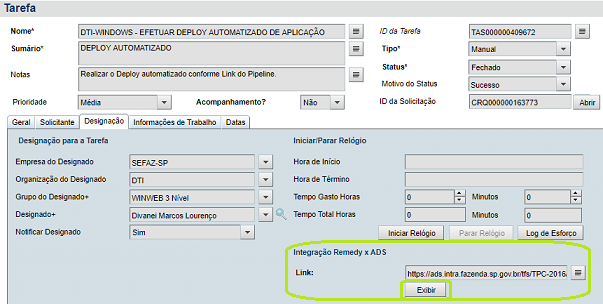 Tarefa
Nome* DTI-WINDOWS - EFETUAR DEPLOY AUTOMATIZADO DE APLICAÇÃO ID da Tarefa TAS000000409672
Sumário* DEPLOY AUTOMATIZADO Tipo* Manual
Status* Fechado
Notas Realizar o Deploy automatizado conforme Link do Pipeline. Motivo do Status Sucesso
Prioridade Média Acompanhamento? Não ID da Solicitação CRQ000000163773 Abrir
Geral Solicitante Designação Informações de Trabalho Datas
Designação para a Tarefa Iniciar/Parar Relógio
Empresa do Designado SEFAZ-SP Hora de Início
Organização do Designado DTI Hora de Término
Grupo do Designado+ WINWEB 3 Nível Tempo Gasto Horas 0 Minutos 0
Designado+ Divanei Marcos Lourenço Tempo Total Horas 0 Minutos 0
Notificar Designado Sim Iniciar Relógio Parar Relógio Log de Esforço
Integração Remedy x ADS
Link: https://ads.intra.fazenda.sp.gov.br/tfs/TPC-2016/
Exibir